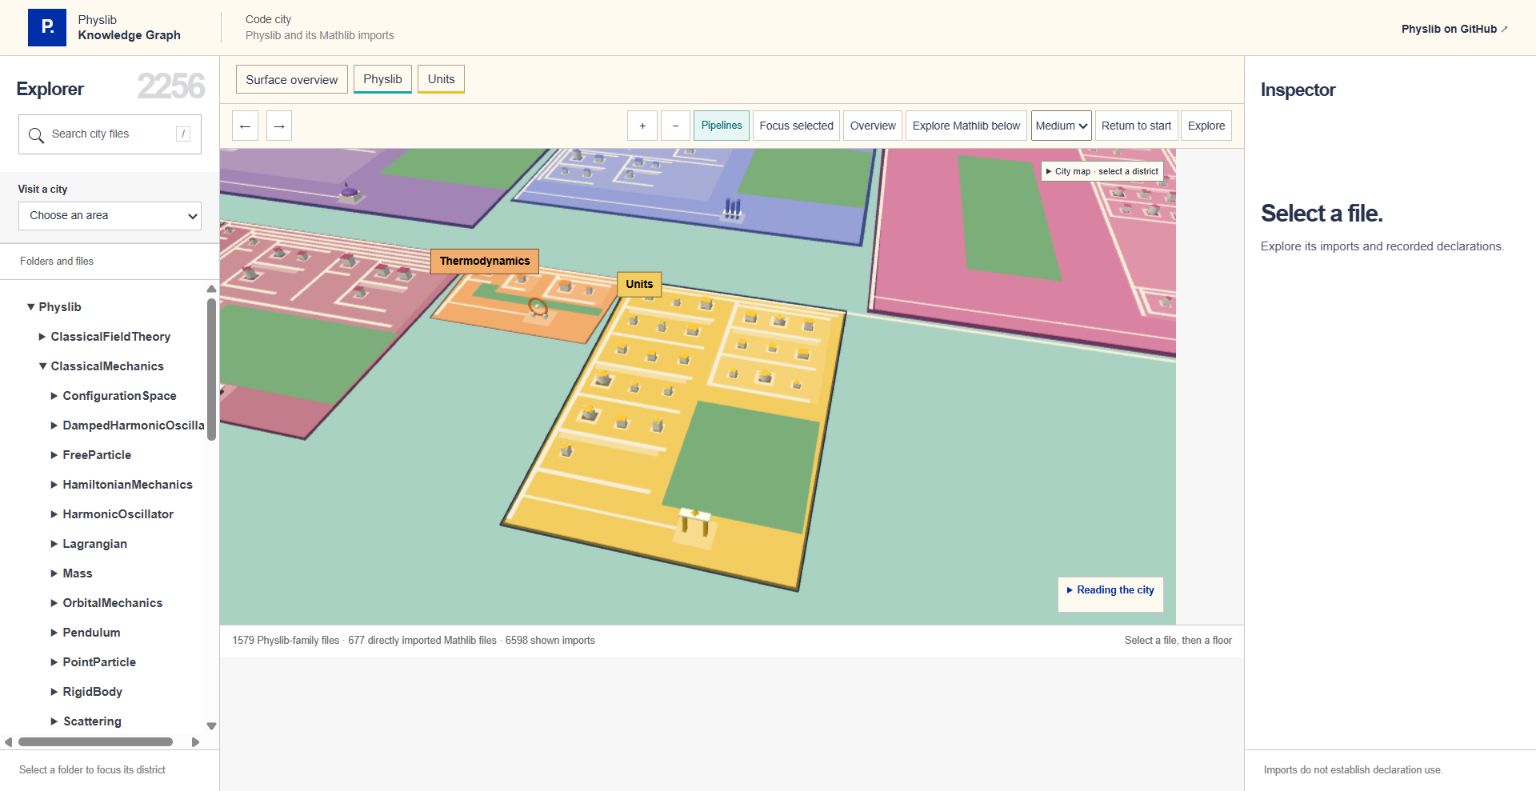 P.
Physlib
Knowledge Graph
Code city
Physlib and its Mathlib imports
Physlib on GitHub ↗
Explorer
2256
Search city files
/
Visit a city
Choose an area
Folders and files
Physlib
ClassicalFieldTheory
ClassicalMechanics
ConfigurationSpace
DampedHarmonicOscilla
FreeParticle
HamiltonianMechanics
HarmonicOscillator
Lagrangian
Mass
OrbitalMechanics
Pendulum
PointParticle
RigidBody
Scattering
Select a folder to focus its district
Surface overview
Physlib
Units
← → + − Pipelines Focus selected Overview Explore Mathlib below Medium Return to start Explore
City map · select a district
Thermodynamics
Units
Reading the city
1579 Physlib-family files · 677 directly imported Mathlib files · 6598 shown imports
Select a file, then a floor
Inspector
Select a file.
Explore its imports and recorded declarations.
Imports do not establish declaration use.